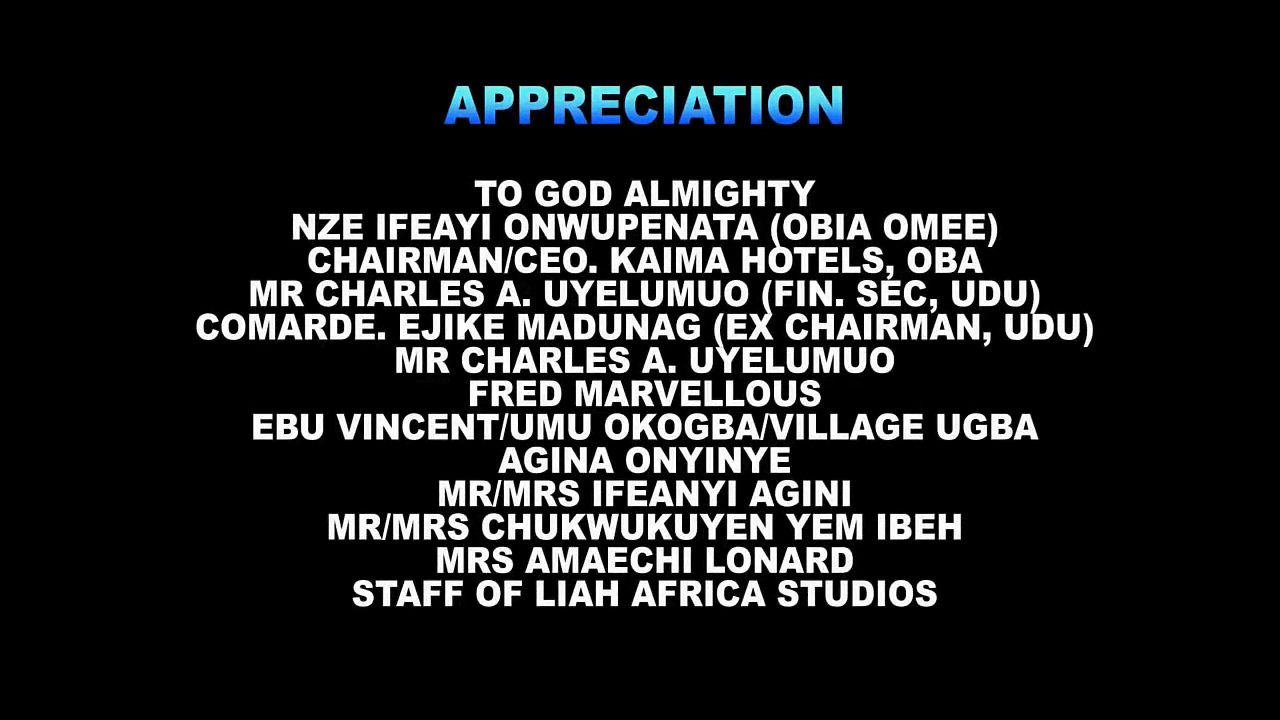 APPRECIATION
TO GOD ALMIGHTY
NZE IFEAYI ONWUPENATA (OBIA OMEE)
CHAIRMAN/CEO. KAIMA HOTELS, OBA
MR CHARLES A. UYELUMUO (FIN. SEC, UDU)
COMARDE. EJIKE MADUNAG (EX CHAIRMAN, UDU)
MR CHARLES A. UYELUMUO
FRED MARVELLOUS
EBU VINCENT/UMU OKOGBA/VILLAGE UGBA
AGINA ONYINYE
MR/MRS IFEANYI AGINI
MR/MRS CHUKWUKUYEN YEM IBEH
MRS AMAECHI LONARD
STAFF OF LIAH AFRICA STUDIOS